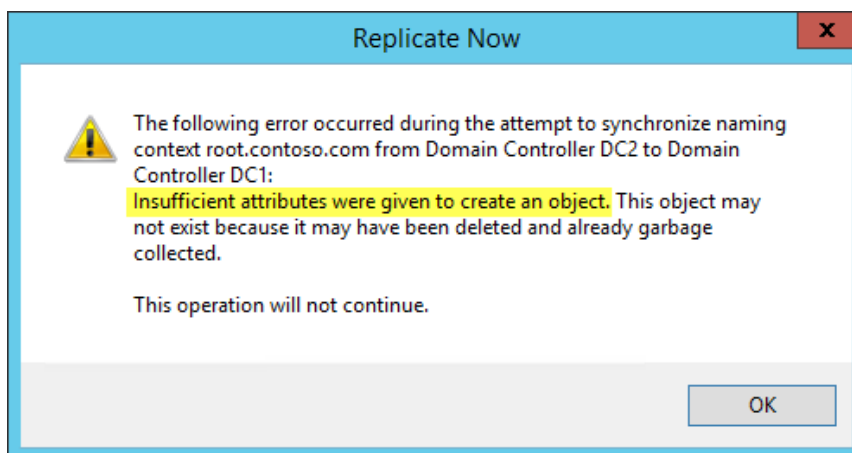 Replicate Now
x
The following error occurred during the attempt to synchronize naming
context root.contoso.com from Domain Controller DC2 to Domain
Controller DC1:
Insufficient attributes were given to create an object. This object may
not exist because it may have been deleted and already garbage
collected.
This operation will not continue.
OK